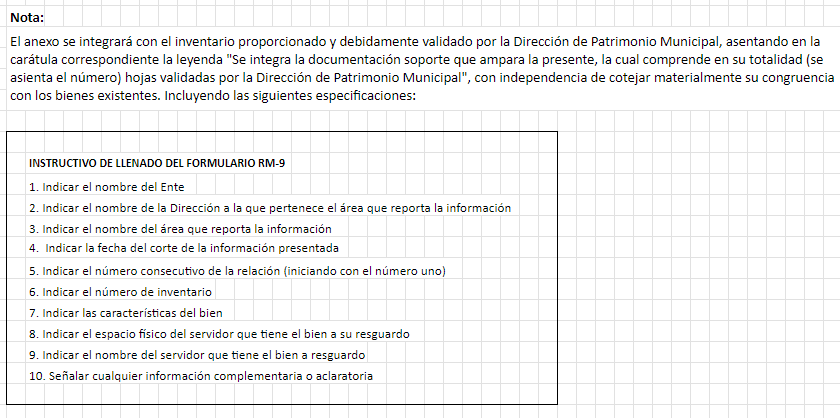 Nota:
El anexo se integrará con el inventario proporcionado y debidamente validado por la Dirección de Patrimonio Municipal, asentando en la
carátula correspondiente la leyenda "Se integra la documentación soporte que ampara la presente, la cual comprende en su totalidad (se
asienta el número) hojas validadas por la Dirección de Patrimonio Municipal", con independencia de cotejar materialmente su congruencia
con los bienes existentes. Incluyendo las siguientes especificaciones:
INSTRUCTIVO DE LLENADO DEL FORMULARIO RM-9
1. Indicar el nombre del Ente
2. Indicar el nombre de la Dirección a la que pertenece el área que reporta la información
3. Indicar el nombre del área que reporta la información
4. Indicar la fecha del corte de la información presentada
5. Indicar el número consecutivo de la relación (iniciando con el número uno)
6. Indicar el número de inventario
7. Indicar las características del bien
8. Indicar el espacio físico del servidor que tiene el bien a su resguardo
9. Indicar el nombre del servidor que tiene el bien a resguardo
10. Señalar cualquier información complementaria o aclaratoria